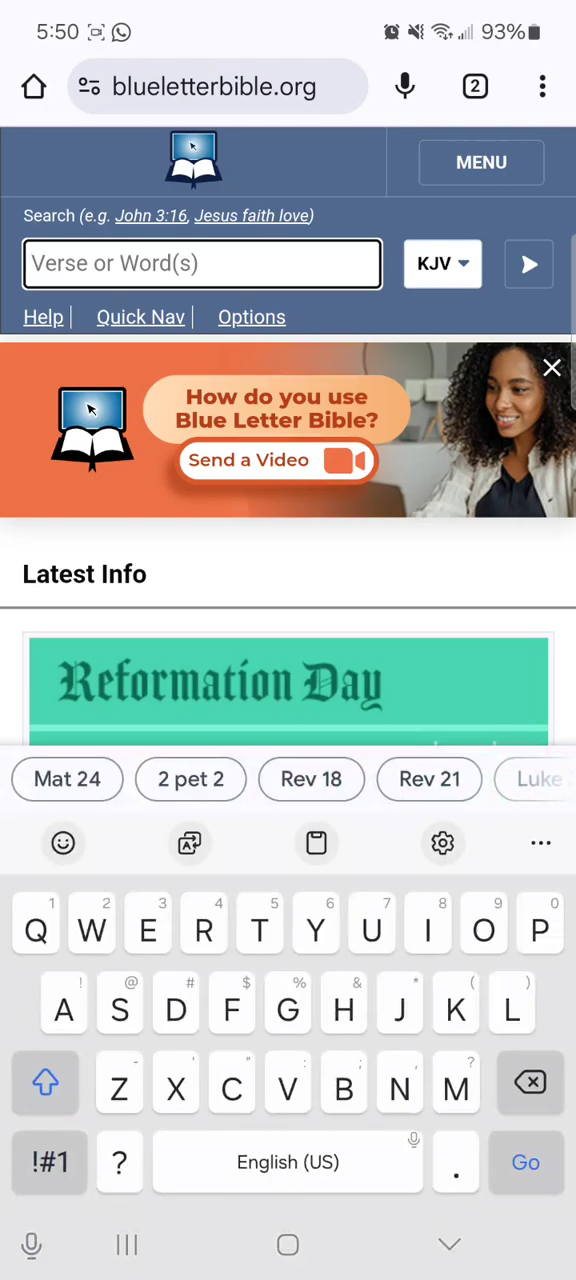 5:50 93%
blueletterbible.org 2
MENU
Search (e.g. John 3:16, Jesus faith love)
Verse or Word(s) KJV
Help Quick Nav Options
How do you use
Blue Letter Bible?
Send a Video
Latest Info
Reformation Day
Mat 24 2 pet 2 Rev 18 Rev 21 Luke
1 2 3 4 5 6 7 8 9 0
Q W E R T Y U I O P
! @ # $ % & * ( )
A S D F G H J K L
- ' " : ; , ?
Z X C V B N M
!#1 ? English (US) . Go